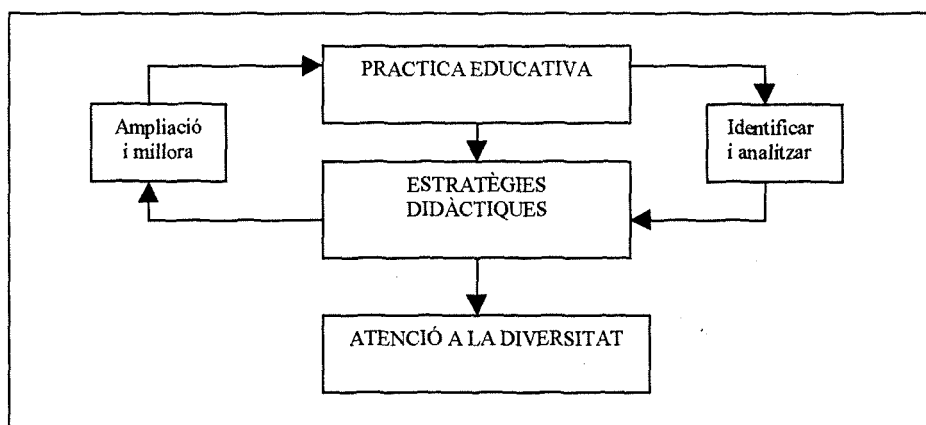 PRACTICA EDUCATIVA
Ampliació
i millora
Identificar
i analitzar
ESTRATÈGIES
DIDÀCTIQUES
ATENCIÓ A LA DIVERSITAT